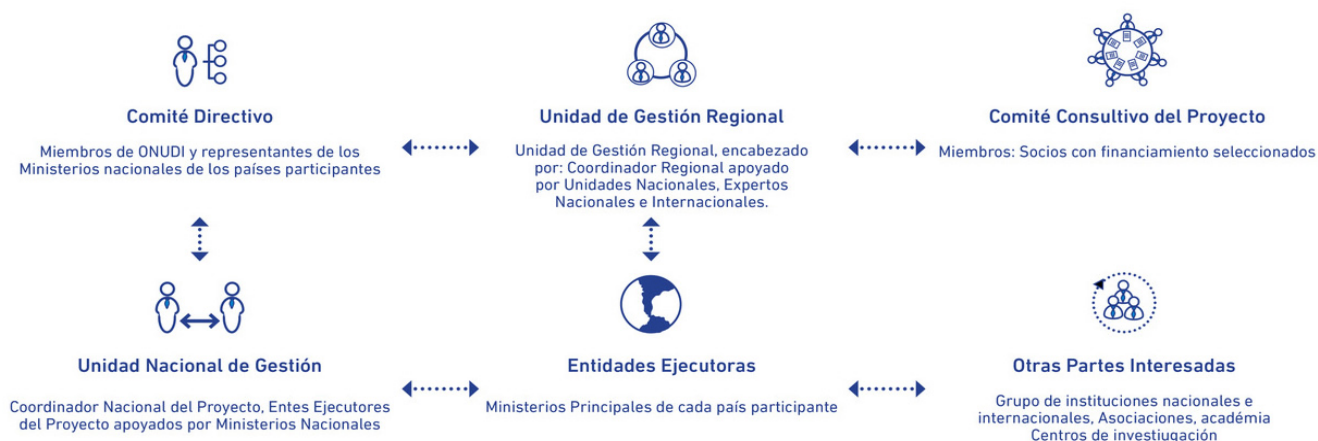 Comité Directivo
Miembros de ONUDI y representantes de los
Ministerios nacionales de los países participantes
Unidad de Gestión Regional
Unidad de Gestión Regional, encabezado
por: Coordinador Regional apoyado
por Unidades Nacionales, Expertos
Nacionales e Internacionales.
Comité Consultivo del Proyecto
Miembros: Socios con financiamiento seleccionados
Unidad Nacional de Gestión
Coordinador Nacional del Proyecto, Entes Ejecutores
del Proyecto apoyados por Ministerios Nacionales
Entidades Ejecutoras
Ministerios Principales de cada país participante
Otras Partes Interesadas
Grupo de instituciones nacionales e
internacionales, Asociaciones, académia
Centros de investiugación